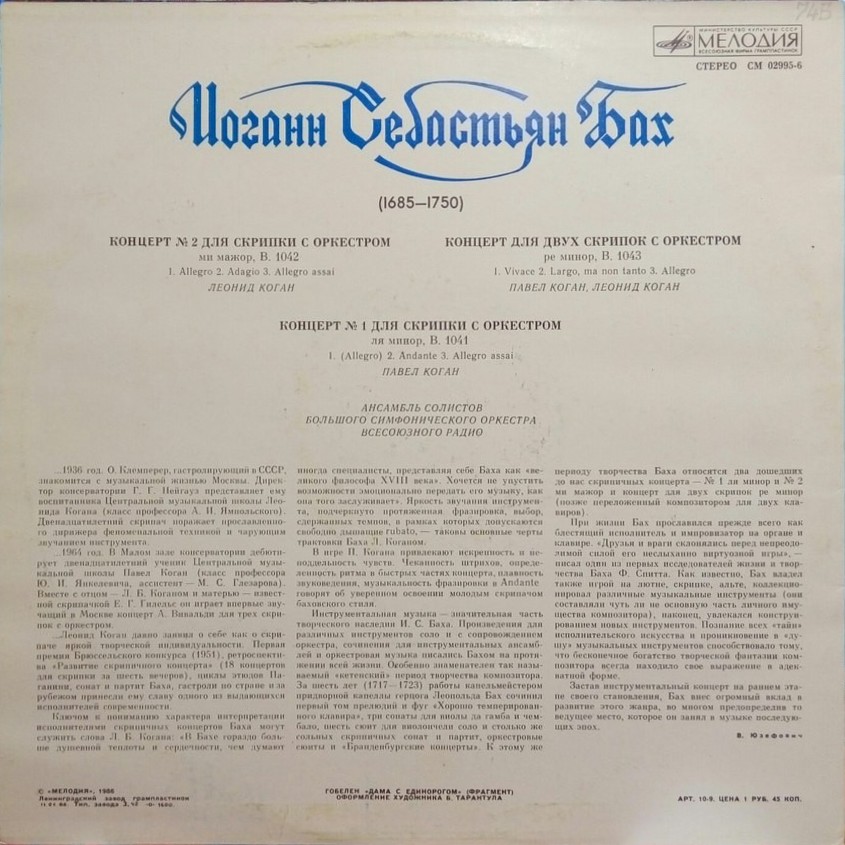 745
МИНИСТЕРСТВО КУЛЬТУРЫ СССР
МЕЛОДИЯ
ВСЕСОЮЗНАЯ ФИРМА ГРАМПЛАСТИНОК
СТЕРЕО СМ 02995-6
Иоганн Себастьян Бах
(1685—1750)
КОНЦЕРТ № 2 ДЛЯ СКРИПКИ С ОРКЕСТРОМ
ми мажор, В. 1042
1. Allegro 2. Adagio 3. Allegro assai
ЛЕОНИД КОГАН
КОНЦЕРТ ДЛЯ ДВУХ СКРИПОК С ОРКЕСТРОМ
ре минор, В. 1043
1. Vivace 2. Largo, ma non tanto 3. Allegro
ПАВЕЛ КОГАН, ЛЕОНИД КОГАН
КОНЦЕРТ № 1 ДЛЯ СКРИПКИ С ОРКЕСТРОМ
ля минор, В. 1041
1. (Allegro) 2. Andante 3. Allegro assai
ПАВЕЛ КОГАН
АНСАМБЛЬ СОЛИСТОВ
БОЛЬШОГО СИМФОНИЧЕСКОГО ОРКЕСТРА
ВСЕСОЮЗНОГО РАДИО
...1936 год. О. Клемперер, гастролирующий в СССР,
знакомится с музыкальной жизнью Москвы. Дирек-
тор консерватории Г. Г. Нейгауз представляет ему
воспитанника Центральной музыкальной школы Лео-
нида Когана (класс профессора А. И. Ямпольского).
Двенадцатилетний скрипач поражает прославленно-
го дирижера феноменальной техникой и чарующим
звучанием инструмента.
...1964 год. В Малом зале консерватории дебюти-
рует двенадцатилетний ученик Центральной музы-
кальной школы Павел Коган (класс профессора
Ю. И. Янкелевича, ассистент — М. С. Глезарова).
Вместе с отцом — Л. Б. Коганом и матерью — извест-
ной скрипачкой Е. Г. Гилельс он играет впервые зву-
чащий в Москве концерт А. Вивальди для трех скри-
пок с оркестром.
...Леонид Коган давно заявил о себе как о скри-
паче яркой творческой индивидуальности. Первая
премия Брюссельского конкурса (1951), ретроспекти-
ва «Развитие скрипичного концерта» (18 концертов
для скрипки за шесть вечеров), циклы этюдов Па-
ганини, сонат и партит Баха, гастроли по стране и за
рубежом принесли ему славу одного из выдающихся
исполнителей современности.
Ключом к пониманию характера интерпретации
исполнителями скрипичных концертов Баха могут
служить слова Л. Б. Когана: «В Бахе гораздо боль-
ше душевной теплоты и сердечности, чем думают
иногда специалисты, представляя себе Баха как «ве-
ликого философа XVIII века». Хочется не упустить
возможности эмоционально передать его музыку, как
она того заслуживает». Яркость звучания инструмен-
та, подчеркнуто протяженная фразировка, выбор,
сдержанных темпов, в рамках которых допускаются
свободно дышащие rubato, — таковы основные черты
трактовки Баха Л. Коганом.
В игре П. Когана привлекают искренность и не-
поддельность чувств. Чеканность штрихов, опреде-
ленность ритма в быстрых частях концерта, плавность
звуковедения, музыкальность фразировки в Andante
говорят об уверенном освоении молодым скрипачом
баховского стиля.
Инструментальная музыка — значительная часть
творческого наследия И. С. Баха. Произведения для
различных инструментов соло и с сопровождением
оркестра, сочинения для инструментальных ансамб-
лей и оркестровая музыка писались Бахом на протя-
жении всей жизни. Особенно знаменателен так назы-
ваемый «кетенский» период творчества композитора.
За шесть лет (1717—1723) работы капельмейстером
придворной капеллы герцога Леопольда Бах сочинил
первый том прелюдий и фуг «Хорошо темперирован-
ного клавира», три сонаты для виолы да гамба и чем-
бало, шесть сюит для виолончели соло и столько же
сольных скрипичных сонат и партит, оркестровые
сюиты и «Бранденбургские концерты». К этому же
периоду творчества Баха относятся два дошедших
до нас скрипичных концерта — № 1 ля минор и № 2
ми мажор и концерт для двух скрипок ре минор
(позже переложенный композитором для двух кла-
виров).
При жизни Бах прославился прежде всего как
блестящий исполнитель и импровизатор на органе и
клавире. «Друзья и враги склонялись перед непреодо-
лимой силой его неслыханно виртуозной игры», —
писал один из первых исследователей жизни и твор-
чества Баха Ф. Спитта. Как известно, Бах владел
также игрой на лютне, скрипке, альте, коллекцио-
нировал различные музыкальные инструменты (они
составляли чуть ли не основную часть личного иму-
щества композитора), наконец, увлекался конструи-
рованием новых инструментов. Познание всех «тайн»
исполнительского искусства и проникновение в «ду-
шу» музыкальных инструментов способствовало тому,
что бесконечное богатство творческой фантазии ком-
позитора всегда находило свое выражение в адек-
ватной форме.
Застав инструментальный концерт на раннем эта-
пе своего становления, Бах внес огромный вклад в
развитие этого жанра, во многом предопределив то
ведущее место, которое он занял в музыке последую-
щих эпох.
В. Юзефович
© «МЕЛОДИЯ», 1986
Ленинградский завод грампластинок
Тип. завода
ГОБЕЛЕН «ДАМА С ЕДИНОРОГОМ» (ФРАГМЕНТ)
ОФОРМЛЕНИЕ ХУДОЖНИКА Б. ТАРАНТУЛА
АРТ. 10-9. ЦЕНА 1 РУБ. 45 КОП.